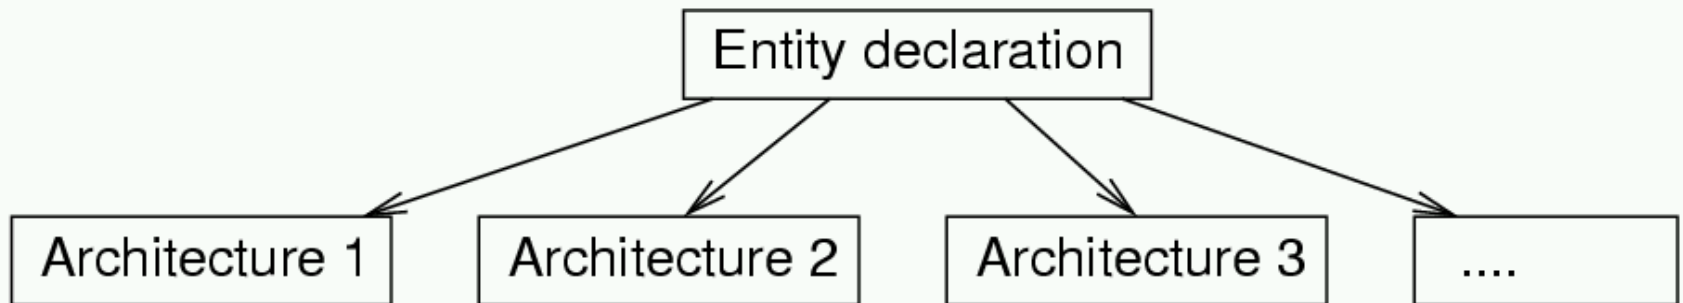 Entity declaration
Architecture 1
Architecture 2
Architecture 3
....